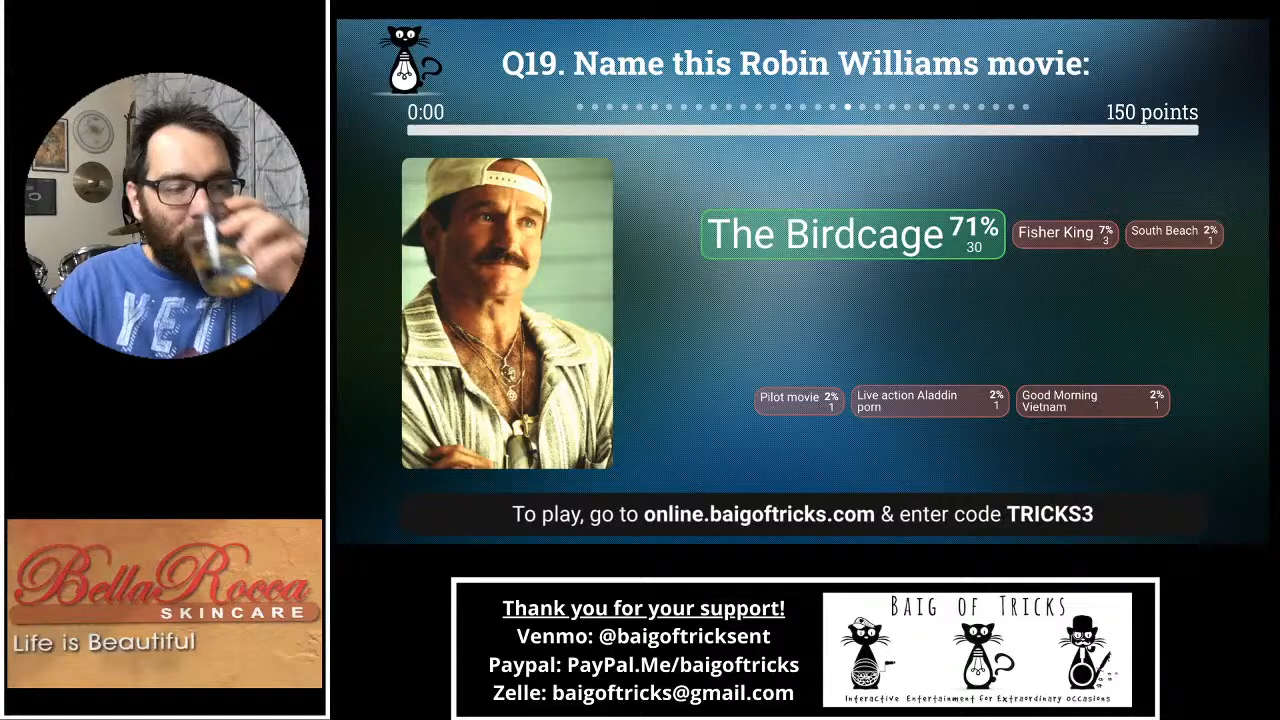 Q19. Name this Robin Williams movie:
0:00
150 points
The Birdcage 71%
30
Fisher King 7%
3
South Beach 2%
1
Pilot movie 2%
1
Live action Aladdin 2%
porn 1
Good Morning 2%
Vietnam 1
To play, go to online.baigoftricks.com & enter code TRICKS3
YETI
BellaRocca
SKINCARE
Life is Beautiful
Thank you for your support!
Venmo: @baigoftricksent
Paypal: PayPal.Me/baigoftricks
Zelle: baigoftricks@gmail.com
BAIG OF TRICKS
Interactive Entertainment for Extraordinary occasions